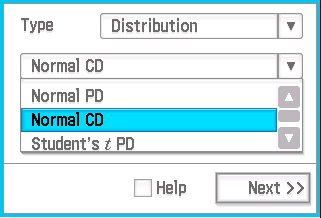 Type Distribution
Normal CD
Normal PD
Normal CD
Student's t PD
Help Next >>